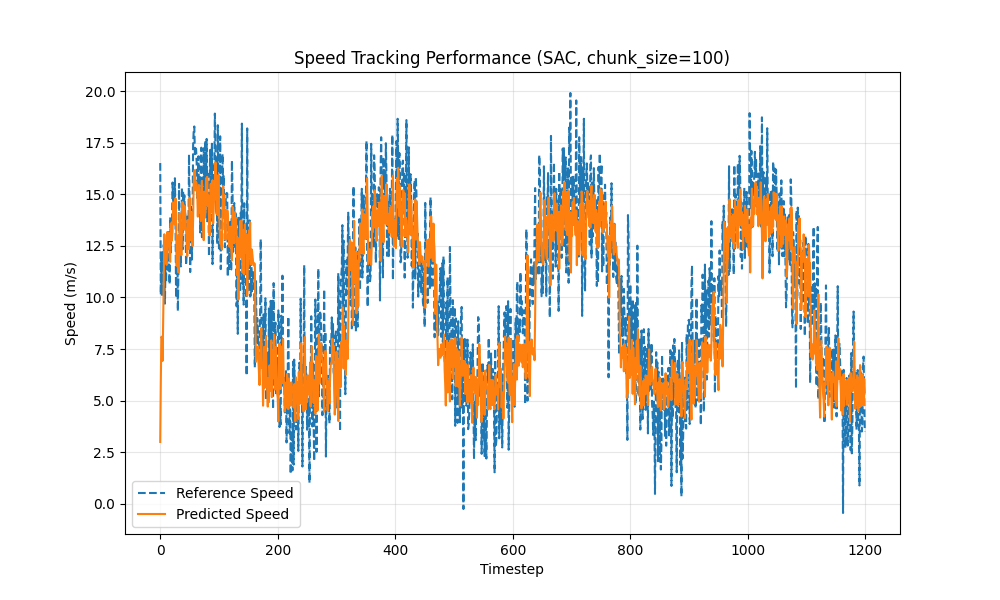 Speed Tracking Performance (SAC, chunk_size=100)
20.0
17.5
15.0
12.5
10.0
7.5
5.0
2.5
0.0
Speed (m/s)
Reference Speed
Predicted Speed
0 200 400 600 800 1000 1200
Timestep